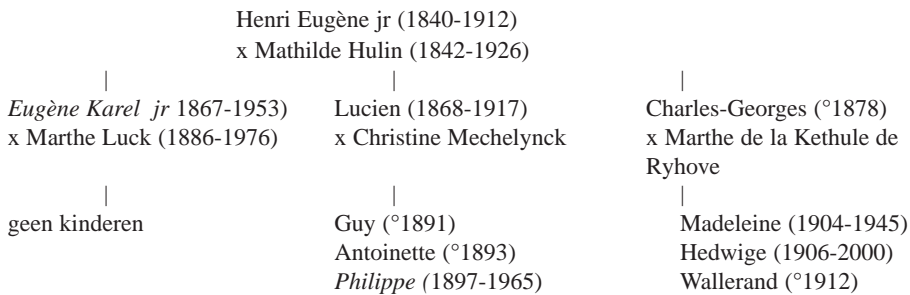 Henri Eugène jr (1840-1912)
x Mathilde Hulin (1842-1926)
| | |
Eugène Karel jr 1867-1953) Lucien (1868-1917) Charles-Georges (°1878)
x Marthe Luck (1886-1976) x Christine Mechelynck x Marthe de la Kethule de
Ryhove
| | |
geen kinderen Guy (°1891) Madeleine (1904-1945)
Antoinette (°1893) Hedwige (1906-2000)
Philippe (1897-1965) Wallerand (°1912)